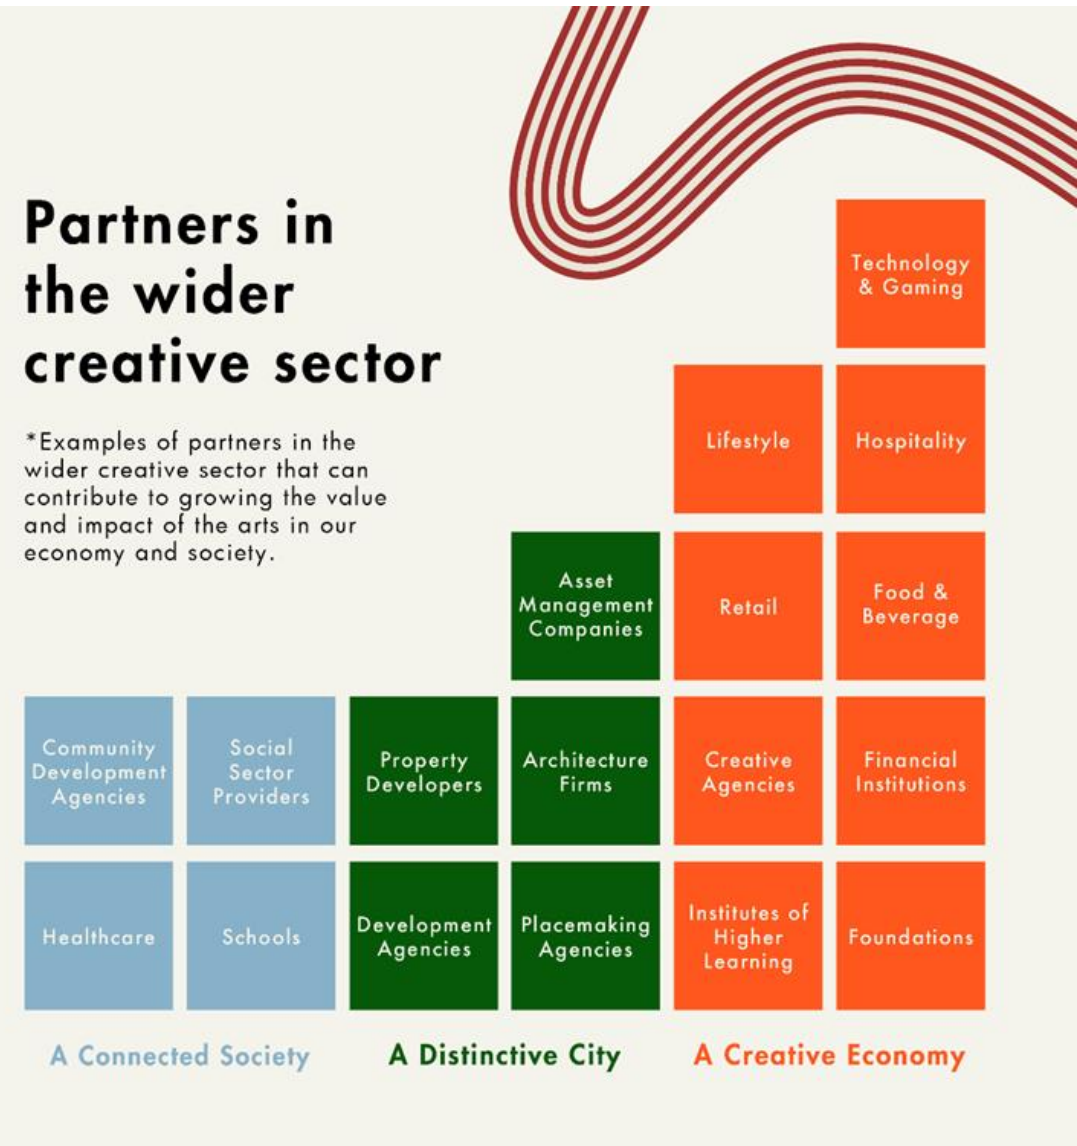 Partners in
the wider
creative sector
*Examples of partners in the
wider creative sector that can
contribute to growing the value
and impact of the arts in our
economy and society.
Technology
& Gaming
Lifestyle
Hospitality
Asset
Management
Companies
Retail
Food &
Beverage
Community
Development
Agencies
Social
Sector
Providers
Property
Developers
Architecture
Firms
Creative
Agencies
Financial
Institutions
Healthcare
Schools
Development
Agencies
Placemaking
Agencies
Institutes of
Higher
Learning
Foundations
A Connected Society
A Distinctive City
A Creative Economy